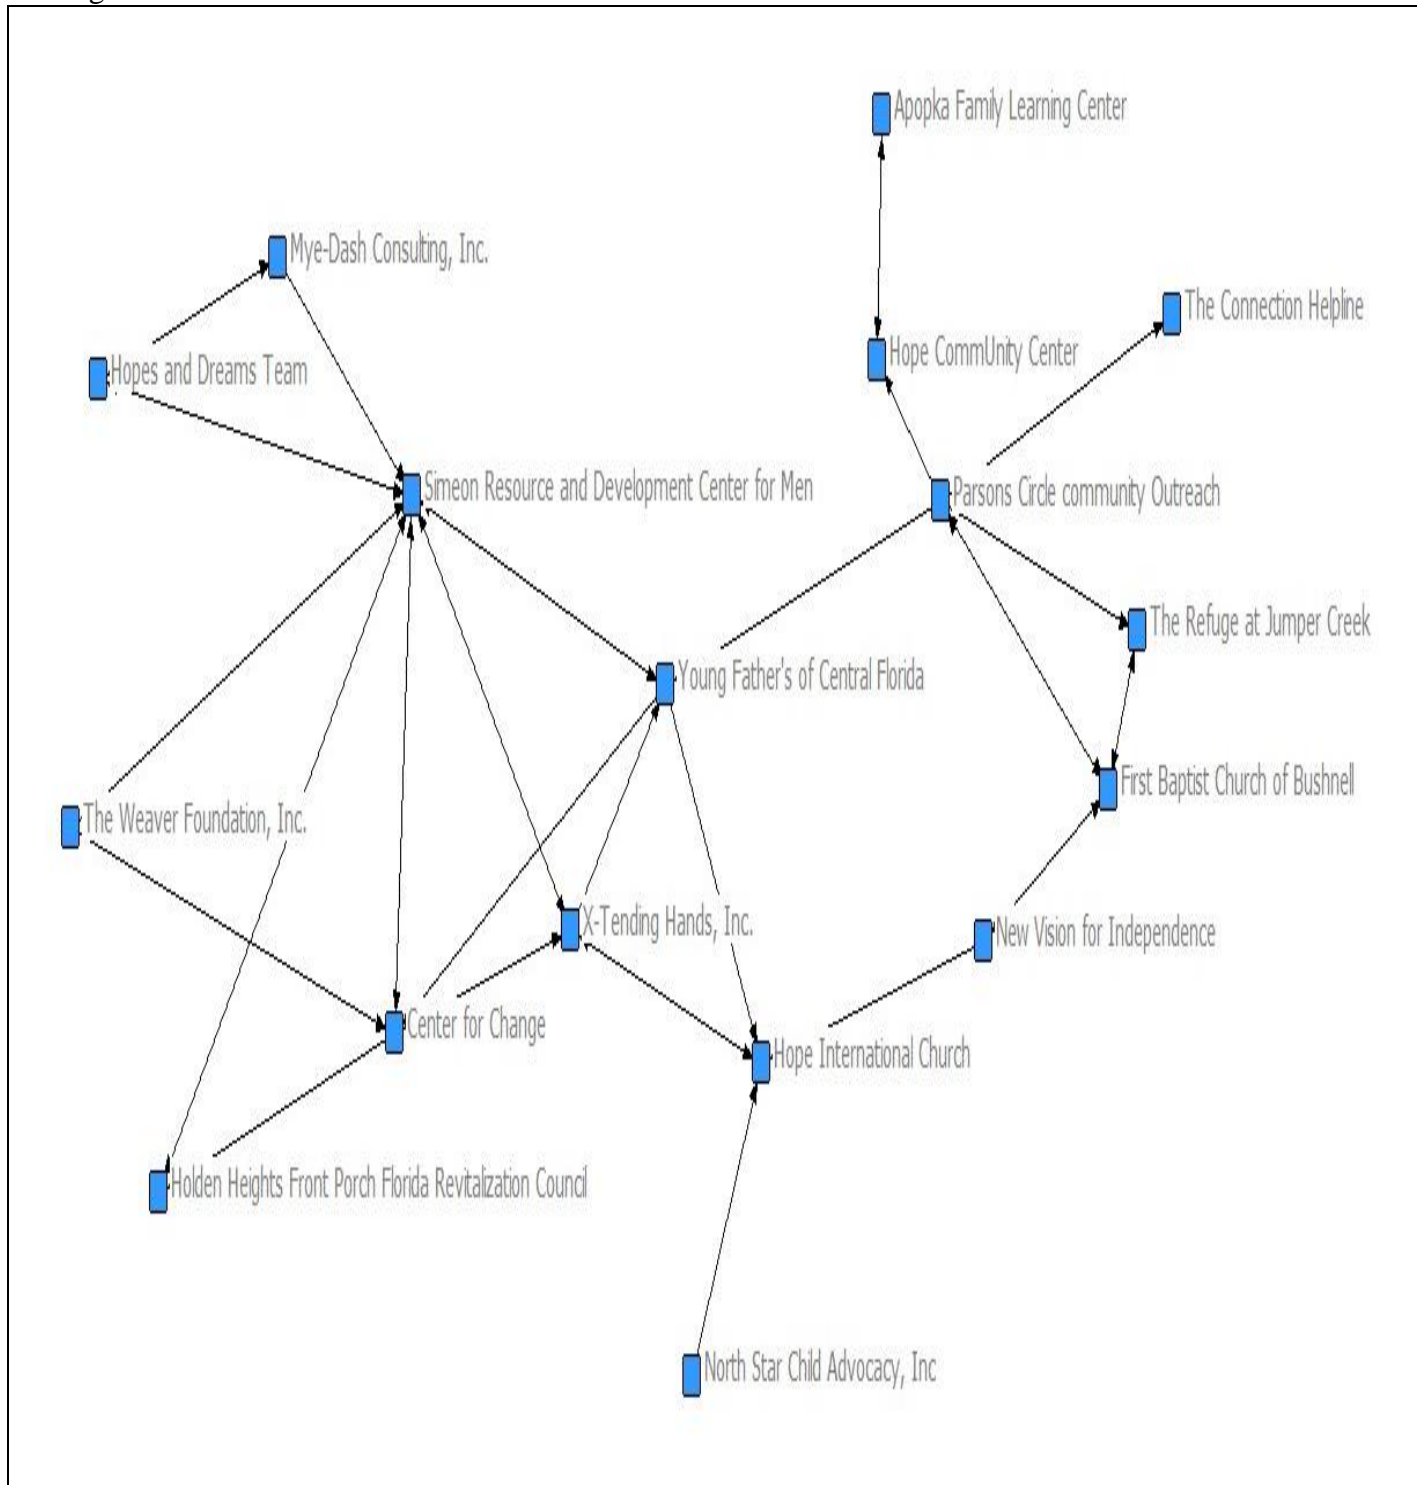 Apopka Family Learning Center
Mye-Dash Consulting, Inc.
The Connection Helpline
Hope CommUnity Center
Hopes and Dreams Team
Simeon Resource and Development Center for Men
Parsons Circle community Outreach
The Refuge at Jumper Creek
Young Father's of Central Florida
First Baptist Church of Bushnell
The Weaver Foundation, Inc.
X-Tending Hands, Inc.
New Vision for Independence
Center for Change
Hope International Church
Holden Heights Front Porch Florida Revitalization Council
North Star Child Advocacy, Inc